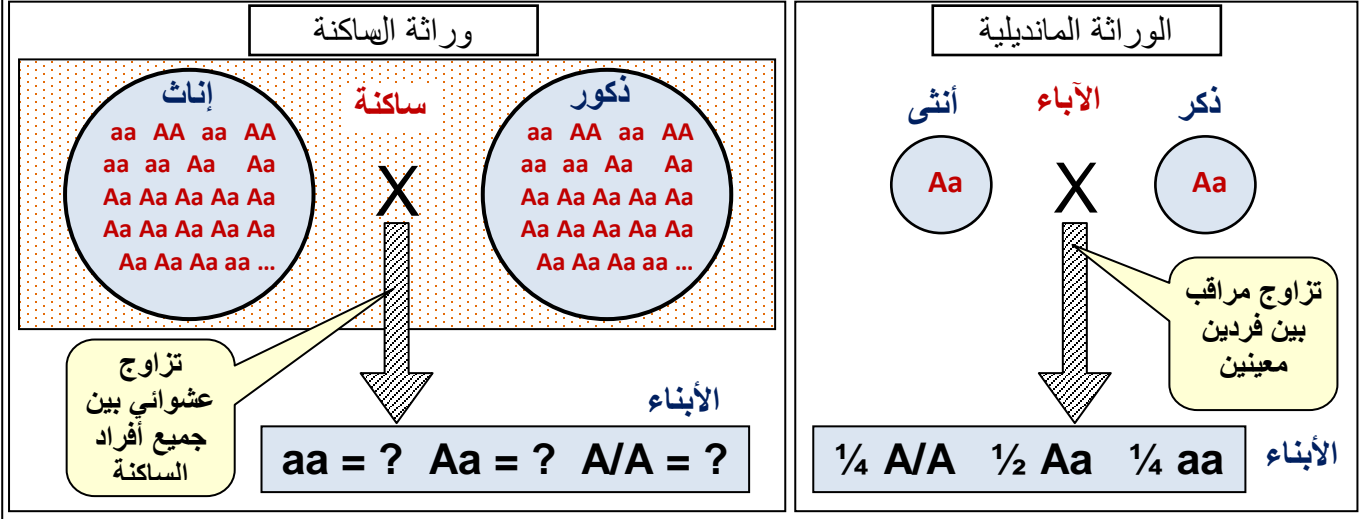 الوراثة المانديلية
ذكر
الآباء
أنثى
Aa
X
Aa
تزاوج مراقب
بين فردين
معينين
الأبناء
¼ A/A ½ Aa ¼ aa
وراثة الساكنة
ذكور
ساكنة
إناث
aa AA aa AA
aa aa Aa Aa
Aa Aa Aa Aa Aa
Aa Aa Aa Aa Aa
Aa Aa Aa aa ...
X
aa AA aa AA
aa aa Aa Aa
Aa Aa Aa Aa Aa
Aa Aa Aa Aa Aa
Aa Aa Aa aa ...
تزاوج
عشوائي بين
جميع أفراد
الساكنة
الأبناء
aa = ? Aa = ? A/A = ?